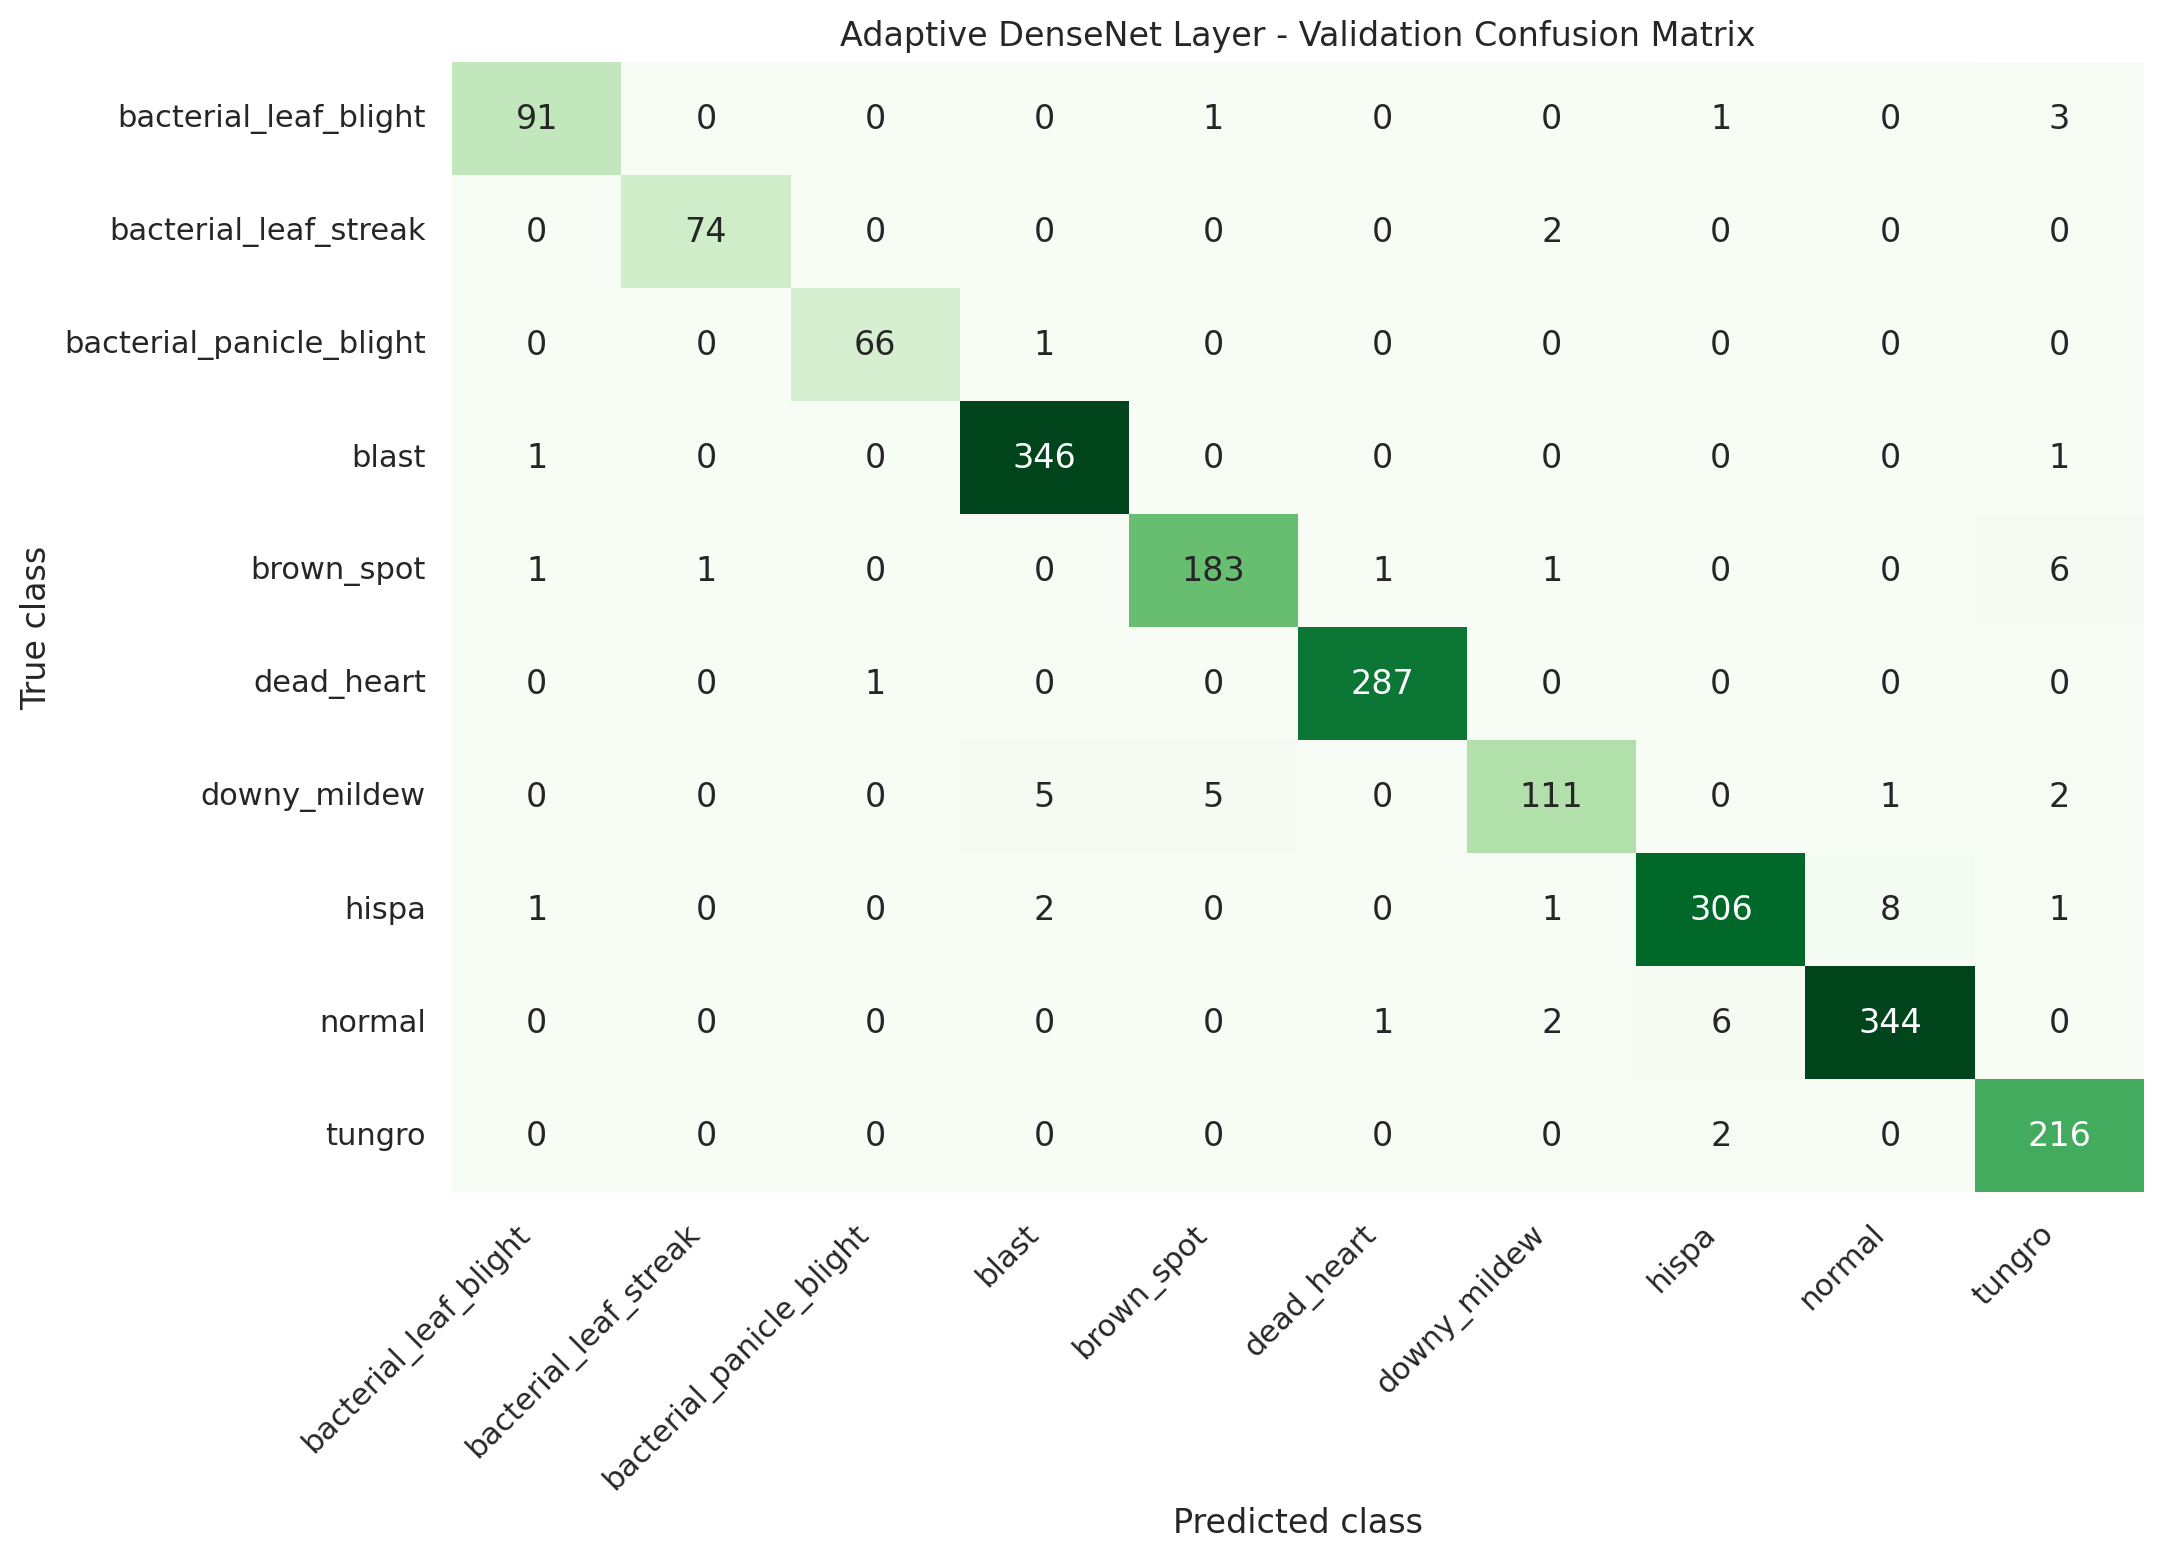 Adaptive DenseNet Layer - Validation Confusion Matrix
True class
bacterial_leaf_blight 91 0 0 0 1 0 0 1 0 3
bacterial_leaf_streak 0 74 0 0 0 0 2 0 0 0
bacterial_panicle_blight 0 0 66 1 0 0 0 0 0 0
blast 1 0 0 346 0 0 0 0 0 1
brown_spot 1 1 0 0 183 1 1 0 0 6
dead_heart 0 0 1 0 0 287 0 0 0 0
downy_mildew 0 0 0 5 5 0 111 0 1 2
hispa 1 0 0 2 0 0 1 306 8 1
normal 0 0 0 0 0 1 2 6 344 0
tungro 0 0 0 0 0 0 0 2 0 216
bacterial_leaf_blight bacterial_leaf_streak bacterial_panicle_blight blast brown_spot dead_heart downy_mildew hispa normal tungro
Predicted class